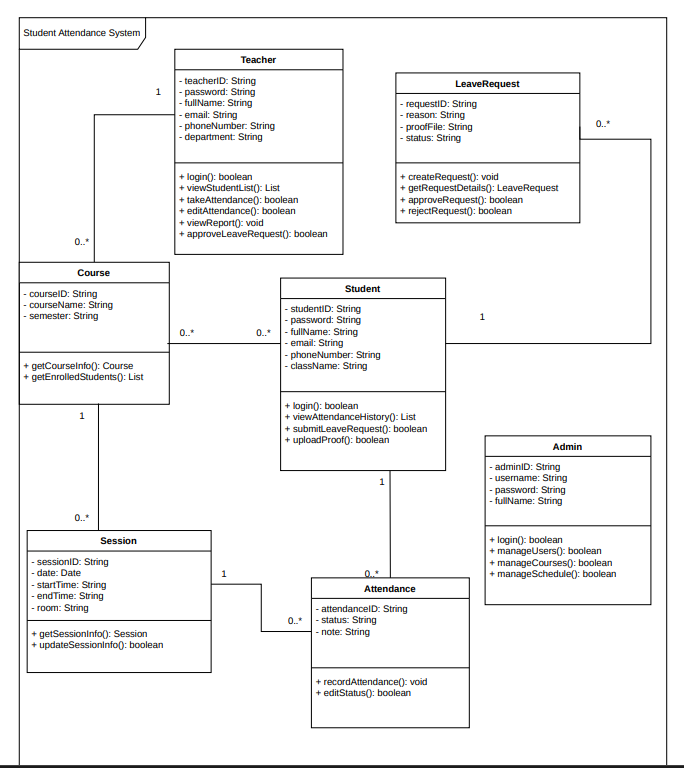 Student Attendance System
Teacher
- teacherID: String
- password: String
- fullName: String
- email: String
- phoneNumber: String
- department: String
+ login(): boolean
+ viewStudentList(): List
+ takeAttendance(): boolean
+ editAttendance(): boolean
+ viewReport(): void
+ approveLeaveRequest(): boolean
LeaveRequest
- requestID: String
- reason: String
- proofFile: String
- status: String
+ createRequest(): void
+ getRequestDetails(): LeaveRequest
+ approveRequest(): boolean
+ rejectRequest(): boolean
1
0..*
0..*
1
Course
- courseID: String
- courseName: String
- semester: String
+ getCourseInfo(): Course
+ getEnrolledStudents(): List
0..*
0..*
Student
- studentID: String
- password: String
- fullName: String
- email: String
- phoneNumber: String
- className: String
+ login(): boolean
+ viewAttendanceHistory(): List
+ submitLeaveRequest(): boolean
+ uploadProof(): boolean
Admin
- adminID: String
- username: String
- password: String
- fullName: String
+ login(): boolean
+ manageUsers(): boolean
+ manageCourses(): boolean
+ manageSchedule(): boolean
1
0..*
1
0..*
Session
- sessionID: String
- date: Date
- startTime: String
- endTime: String
- room: String
+ getSessionInfo(): Session
+ updateSessionInfo(): boolean
1
0..*
Attendance
- attendanceID: String
- status: String
- note: String
+ recordAttendance(): void
+ editStatus(): boolean